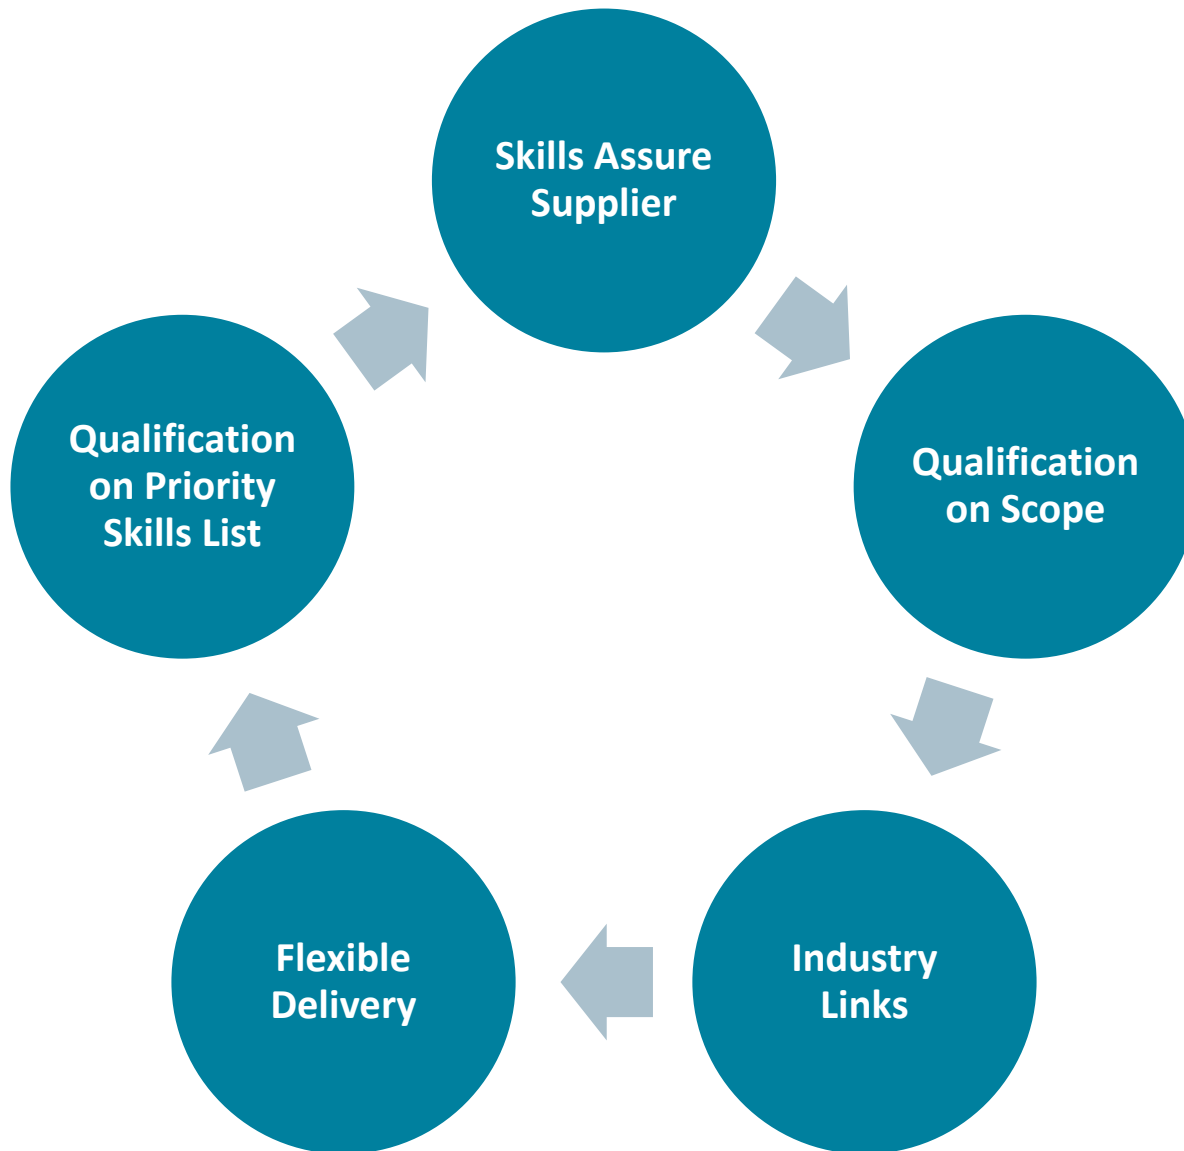 Skills Assure
Supplier
Qualification
on Scope
Industry
Links
Flexible
Delivery
Qualification
on Priority
Skills List